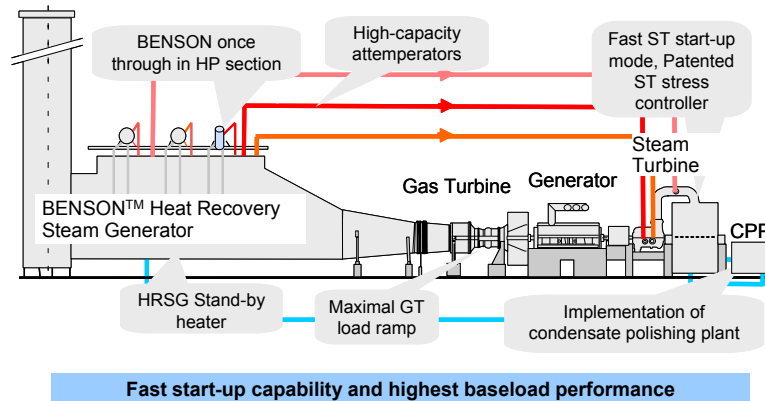 BENSON once
through in HP section
High-capacity
attemperators
Fast ST start-up
mode, Patented
ST stress
controller
Steam
Turbine
Generator
Gas Turbine
BENSON™ Heat Recovery
Steam Generator
CPP
HRSG Stand-by
heater
Maximal GT
load ramp
Implementation of
condensate polishing plant
Fast start-up capability and highest baseload performance